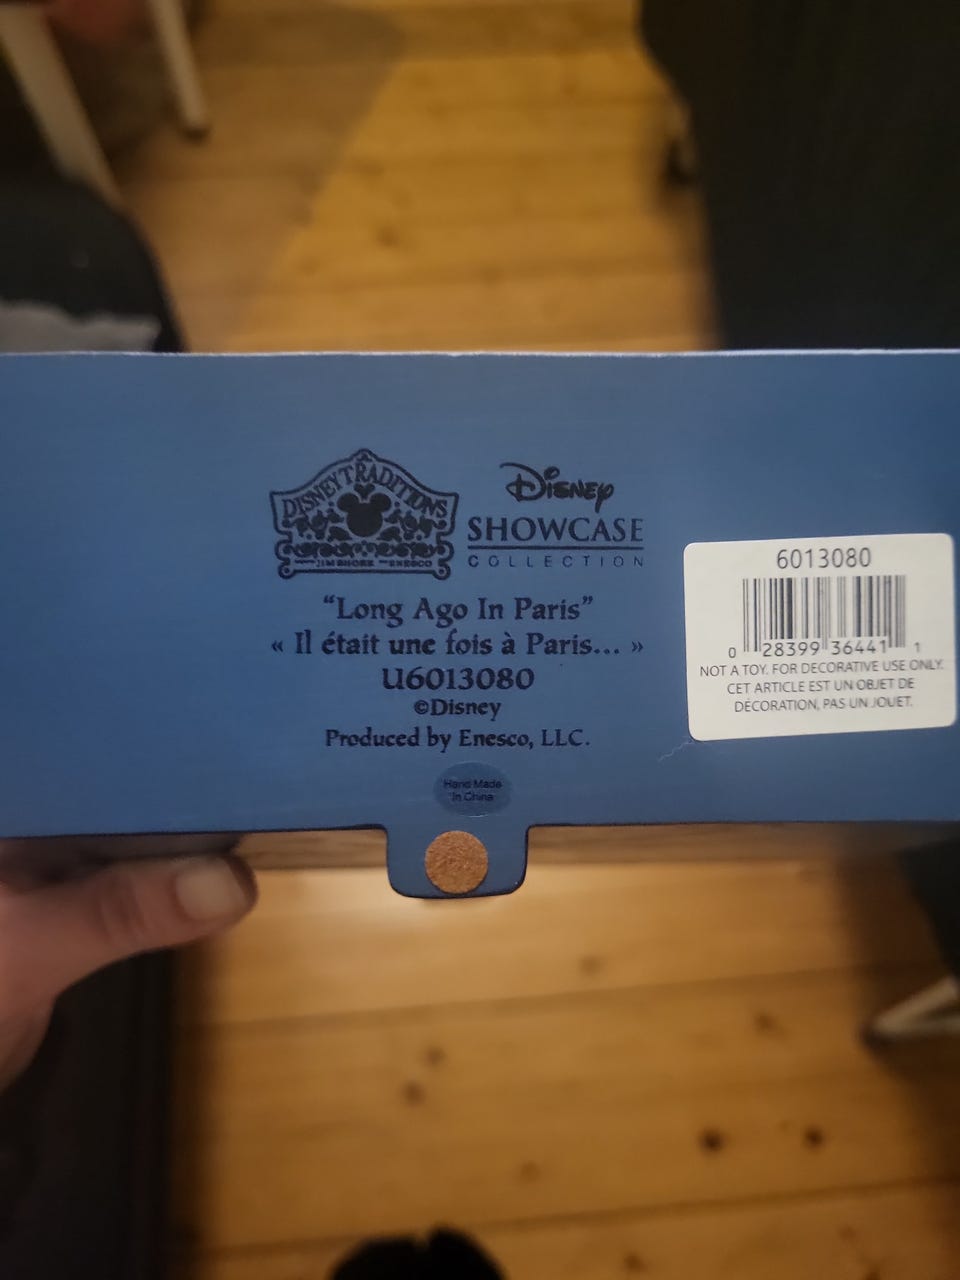 DISNEY TRADITIONS
JIM SHORE ENESCO
Disney
SHOWCASE
COLLECTION
“Long Ago In Paris”
« Il était une fois à Paris... »
U6013080
©Disney
Produced by Enesco, LLC.
Hand Made
In China
6013080
0 28399 36441 1
NOT A TOY. FOR DECORATIVE USE ONLY.
CET ARTICLE EST UN OBJET DE
DÉCORATION, PAS UN JOUET.